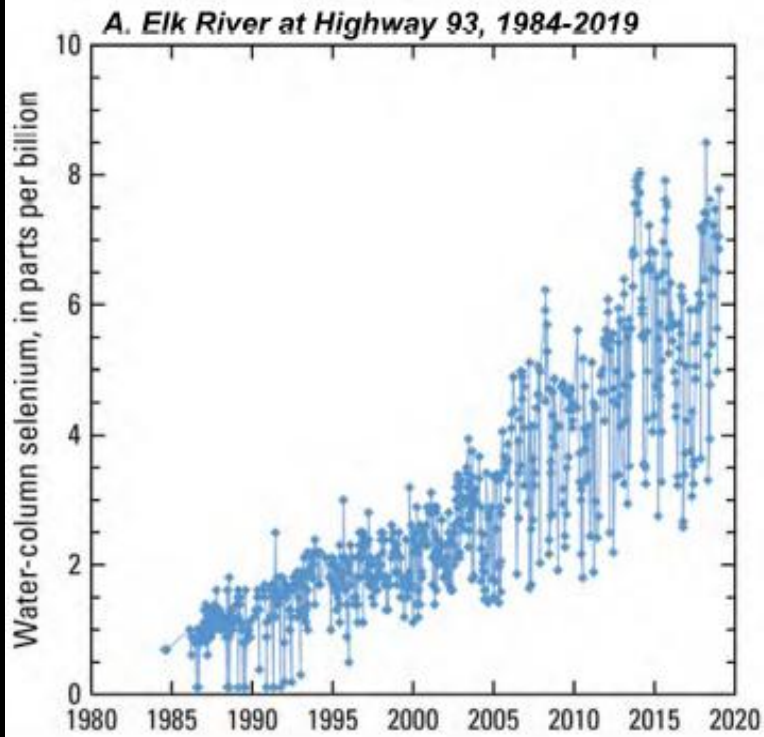 A. Elk River at Highway 93, 1984-2019
Water-column selenium, in parts per billion
10
8
6
4
2
0
1980 1985 1990 1995 2000 2005 2010 2015 2020